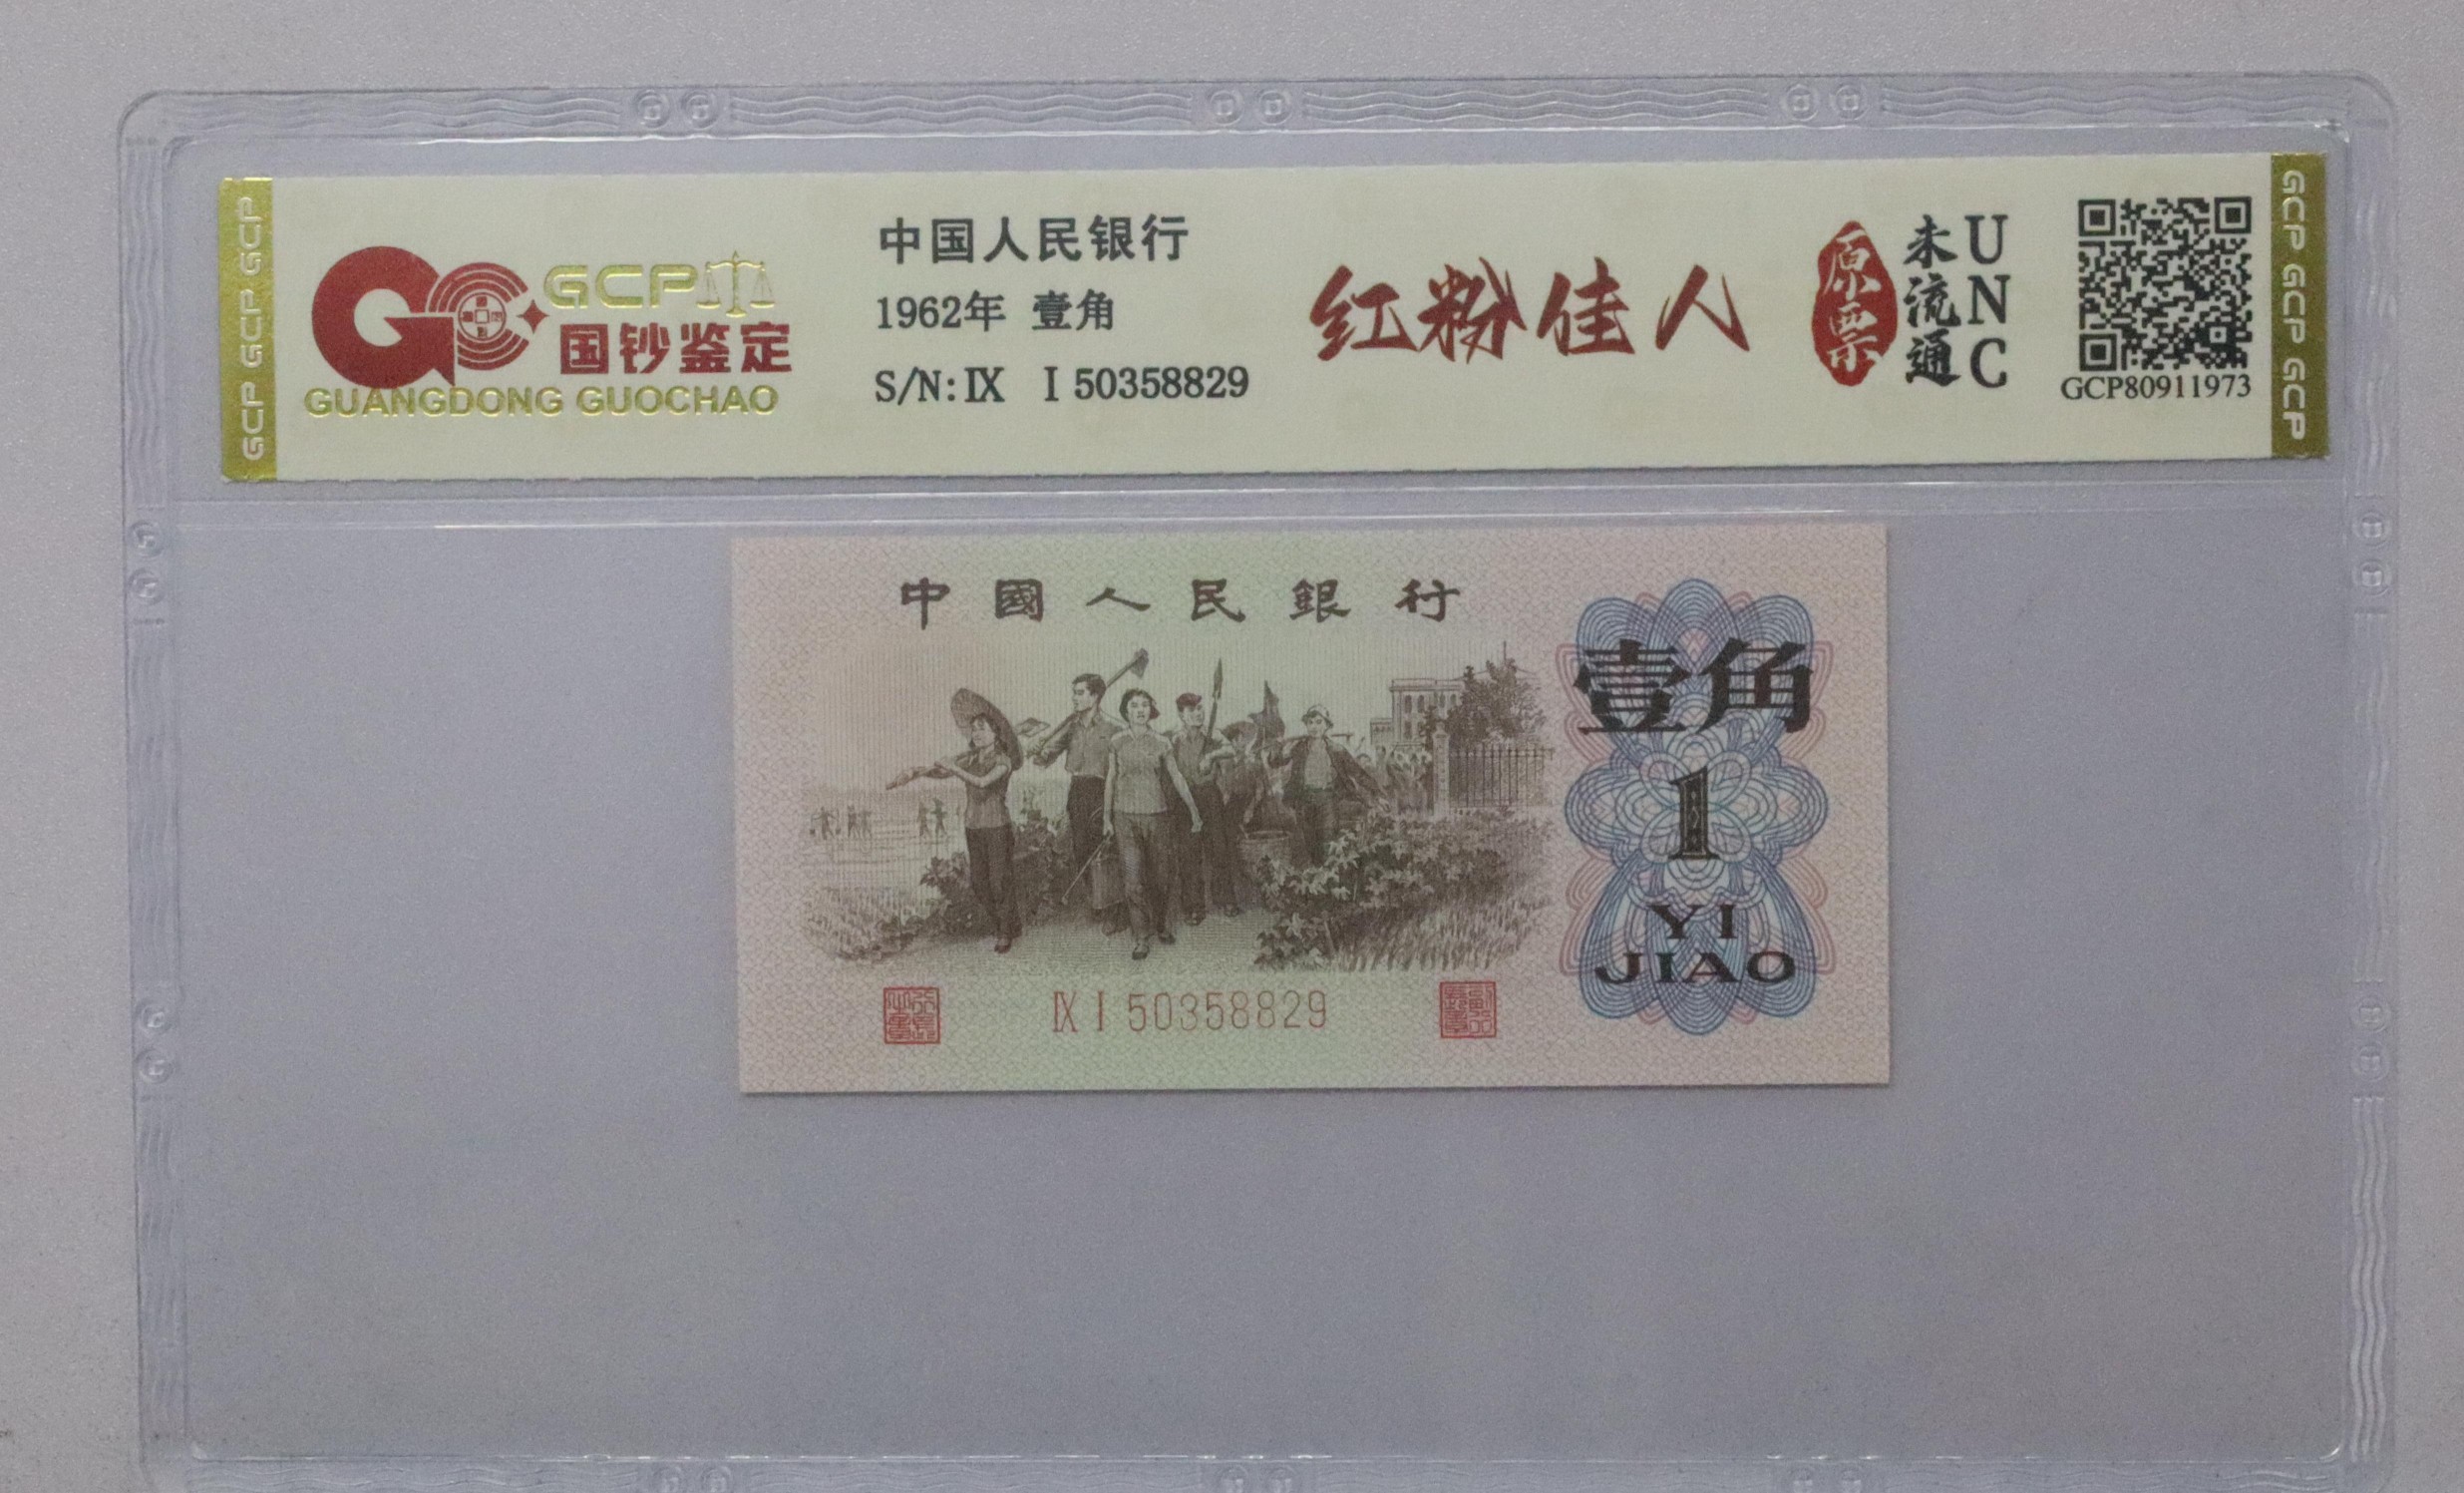 GCP GCP GCP
GCP
国钞鉴定
GUANGDONG GUOCHAO
中国人民银行
1962年 壹角
S/N: Ⅸ Ⅰ 50358829
红粉佳人
原票
未流通
UNC
GCP80911973
GCP GCP GCP
中國人民銀行
壹角
1
YI
JIAO
Ⅸ Ⅰ 50358829